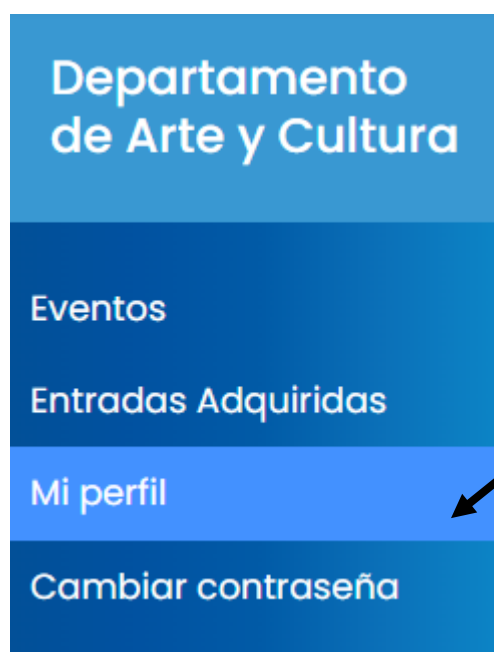 Departamento
de Arte y Cultura
Eventos
Entradas Adquiridas
Mi perfil
Cambiar contraseña